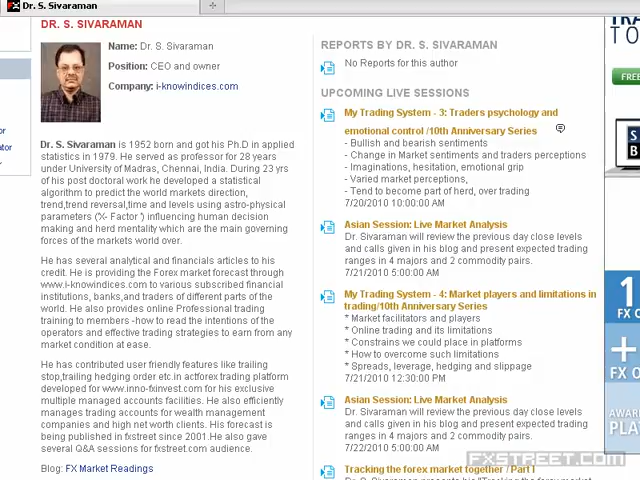 Dr. S. Sivaraman
DR. S. SIVARAMAN
Name: Dr. S. Sivaraman
Position: CEO and owner
Company: i-knowindices.com
Dr. S. Sivaraman is 1952 born and got his Ph.D in applied
statistics in 1979. He served as professor for 28 years
under University of Madras, Chennai, India. During 23 yrs
of his post doctoral work he developed a statistical
algorithm to predict the world markets direction,
trend,trend reversal,time and levels using astro-physical
parameters ('X- Factor ') influencing human decision
making and herd mentality which are the main governing
forces of the markets world over.
He has several analytical and financials articles to his
credit. He is providing the Forex market forecast through
www.i-knowindices.com to various subscribed financial
institutions, banks,and traders of different parts of the
world. He also provides online Professional trading
training to members -how to read the intentions of the
operators and effective trading strategies to earn from any
market condition at ease.
He has contributed user friendly features like trailing
stop,trailing hedging order etc.in actforex trading platform
developed for www.inno-fxinvest.com for his exclusive
multiple managed accounts facilities. He also efficiently
manages trading accounts for wealth management
companies and high net worth clients. His forecast is
being published in fxstreet since 2001.He also gave
several Q&A sessions for fxstreet.com audience.
Blog: FX Market Readings
REPORTS BY DR. S. SIVARAMAN
No Reports for this author
UPCOMING LIVE SESSIONS
My Trading System - 3: Traders psychology and
emotional control /10th Anniversary Series
- Bullish and bearish sentiments
- Change in Market sentiments and traders perceptions
- Imaginations, hesitation, emotional grip
- Varied market perceptions,
- Tend to become part of herd, over trading
7/20/2010 10:00:00 AM
Asian Session: Live Market Analysis
Dr. Sivaraman will review the previous day close levels
and calls given in his blog and present expected trading
ranges in 4 majors and 2 commodity pairs.
7/21/2010 5:00:00 AM
My Trading System - 4: Market players and limitations in
trading/10th Anniversary Series
* Market facilitators and players
* Online trading and its limitations
* Constrains we could place in platforms
* How to overcome such limitations
* Spreads, leverage, hedging and slippage
7/21/2010 12:30:00 PM
Asian Session: Live Market Analysis
Dr. Sivaraman will review the previous day close levels
and calls given in his blog and present expected trading
ranges in 4 majors and 2 commodity pairs.
7/22/2010 5:00:00 AM
Tracking the forex market together / Part I
TRA
TO
FREE
S
1
FX O
+
FX O
AWAR
PLAT
FXSTREET.COM